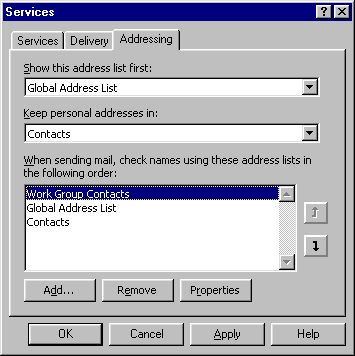 Services
Services Delivery Addressing
Show this address list first:
Global Address List
Keep personal addresses in:
Contacts
When sending mail, check names using these address lists in
the following order:
Work Group Contacts
Global Address List
Contacts
Add... Remove Properties
OK Cancel Apply Help